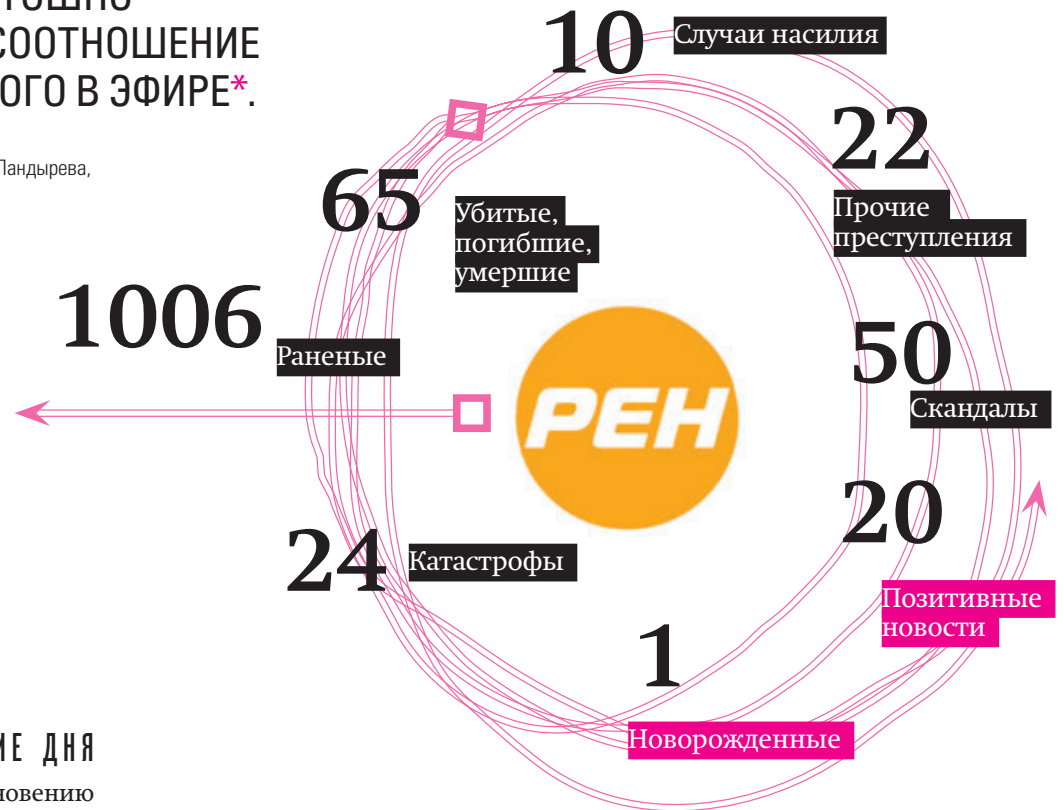 СООТНОШЕНИЕ
ОГО В ЭФИРЕ*.
Пандырева,
10
Случаи насилия
22
Прочие
преступления
65
Убитые,
погибшие,
умершие
1006
Раненые
50
Скандалы
РЕН
20
Позитивные
новости
24
Катастрофы
1
Новорожденные
ИЕ ДНЯ
новению